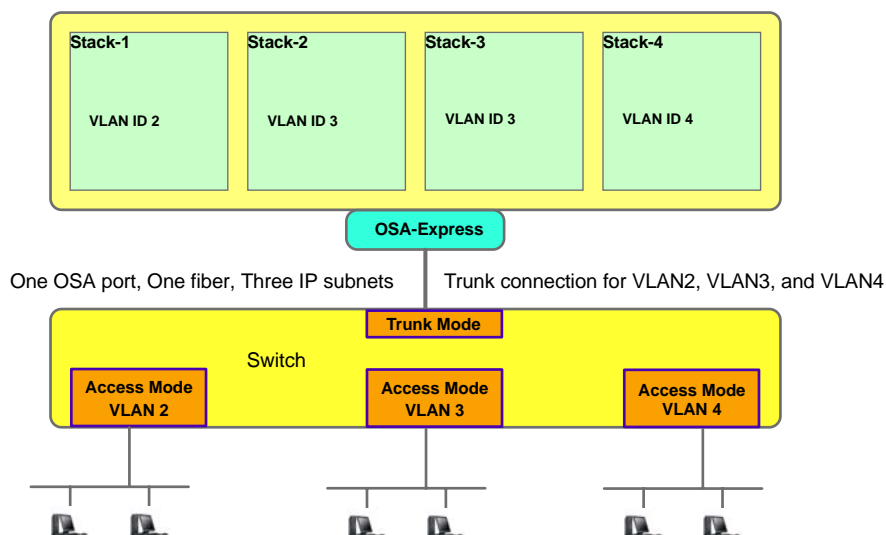 Stack-1
Stack-2
Stack-3
Stack-4
VLAN ID 2
VLAN ID 3
VLAN ID 3
VLAN ID 4
OSA-Express
One OSA port, One fiber, Three IP subnets
Trunk connection for VLAN2, VLAN3, and VLAN4
Trunk Mode
Switch
Access Mode
VLAN 2
Access Mode
VLAN 3
Access Mode
VLAN 4